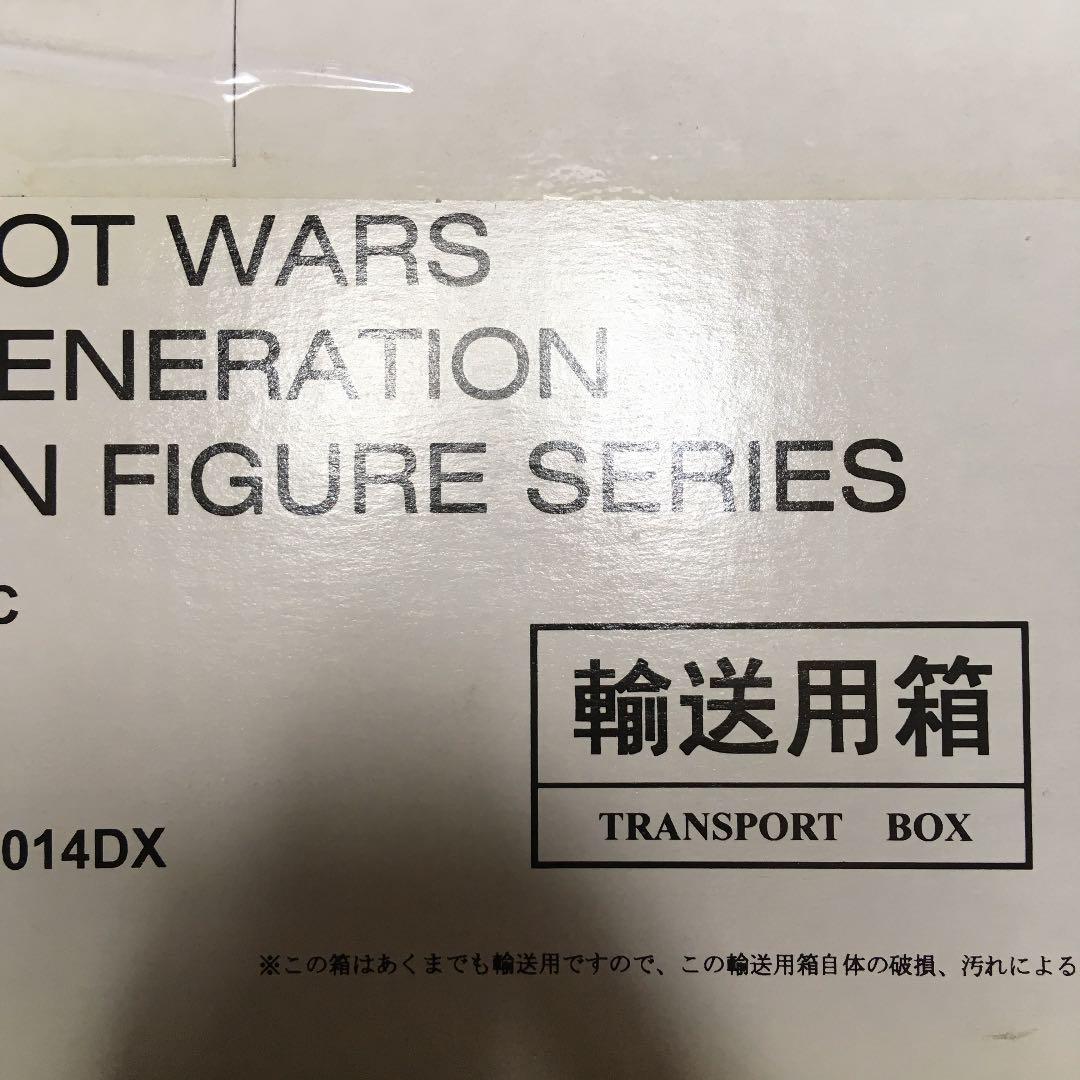 OT WARS
ENERATION
N FIGURE SERIES
C
輸送用箱
TRANSPORT BOX
014DX
※この箱はあくまでも輸送用ですので、この輸送用箱自体の破損、汚れによる